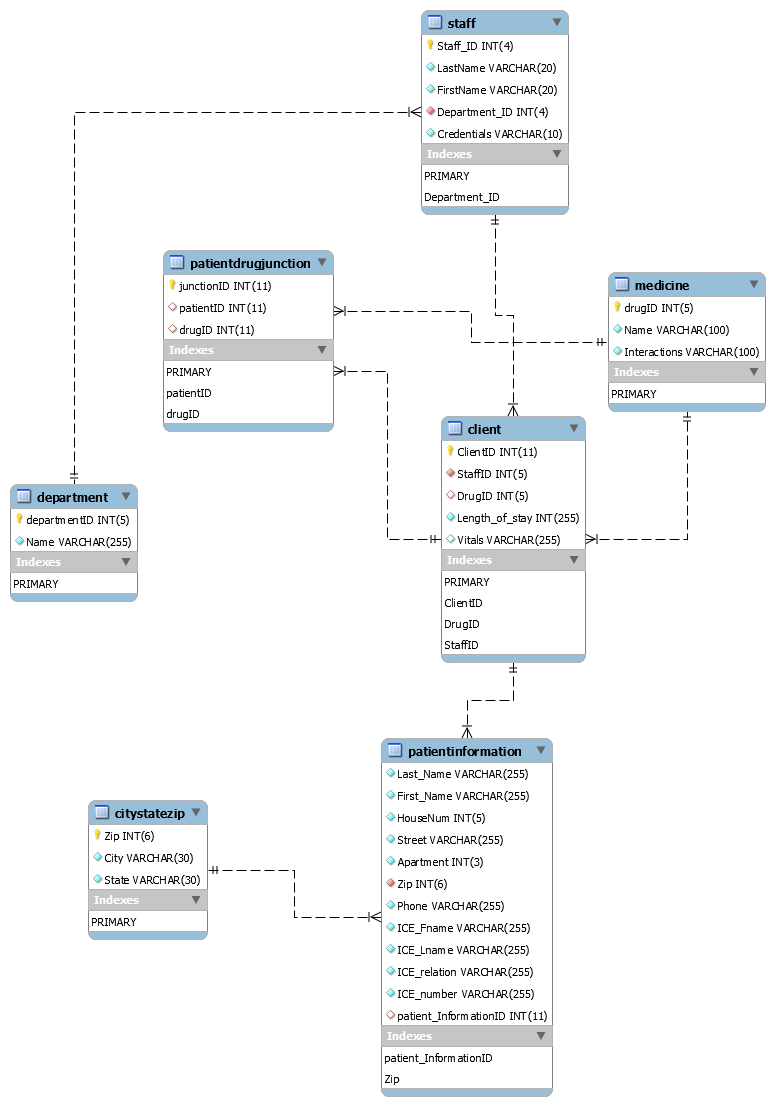 staff
Staff_ID INT(4)
LastName VARCHAR(20)
FirstName VARCHAR(20)
Department_ID INT(4)
Credentials VARCHAR(10)
Indexes
PRIMARY
Department_ID
patientdrugjunction
junctionID INT(11)
patientID INT(11)
drugID INT(11)
Indexes
PRIMARY
patientID
drugID
medicine
drugID INT(5)
Name VARCHAR(100)
Interactions VARCHAR(100)
Indexes
PRIMARY
client
ClientID INT(11)
StaffID INT(5)
DrugID INT(5)
Length_of_stay INT(255)
Vitals VARCHAR(255)
Indexes
PRIMARY
ClientID
DrugID
StaffID
department
departmentID INT(5)
Name VARCHAR(255)
Indexes
PRIMARY
patientinformation
Last_Name VARCHAR(255)
First_Name VARCHAR(255)
HouseNum INT(5)
Street VARCHAR(255)
Apartment INT(3)
Zip INT(6)
Phone VARCHAR(255)
ICE_Fname VARCHAR(255)
ICE_Lname VARCHAR(255)
ICE_relation VARCHAR(255)
ICE_number VARCHAR(255)
patient_InformationID INT(11)
Indexes
patient_InformationID
Zip
citystatezip
Zip INT(6)
City VARCHAR(30)
State VARCHAR(30)
Indexes
PRIMARY